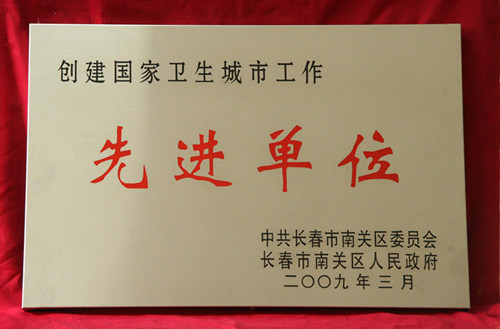 创建国家卫生城市工作
先进单位
中共长春市南关区委员会
长春市南关区人民政府
二〇〇九年三月